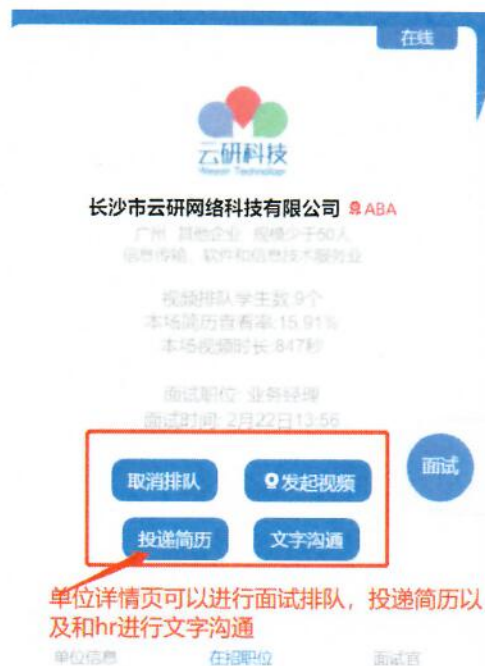 在线
云研科技
长沙市云研网络科技有限公司 ABA
广州 其他企业 规模少于50人
信息传输、软件和信息技术服务业
视频排队学生数:9个
本场简历查看率:15.91%
本场视频时长:847秒
面试职位: 业务经理
面试时间: 2月22日13:56
取消排队 发起视频 面试
投递简历 文字沟通
单位详情页可以进行面试排队，投递简历以
及和hr进行文字沟通
单位信息 在招职位 面试官